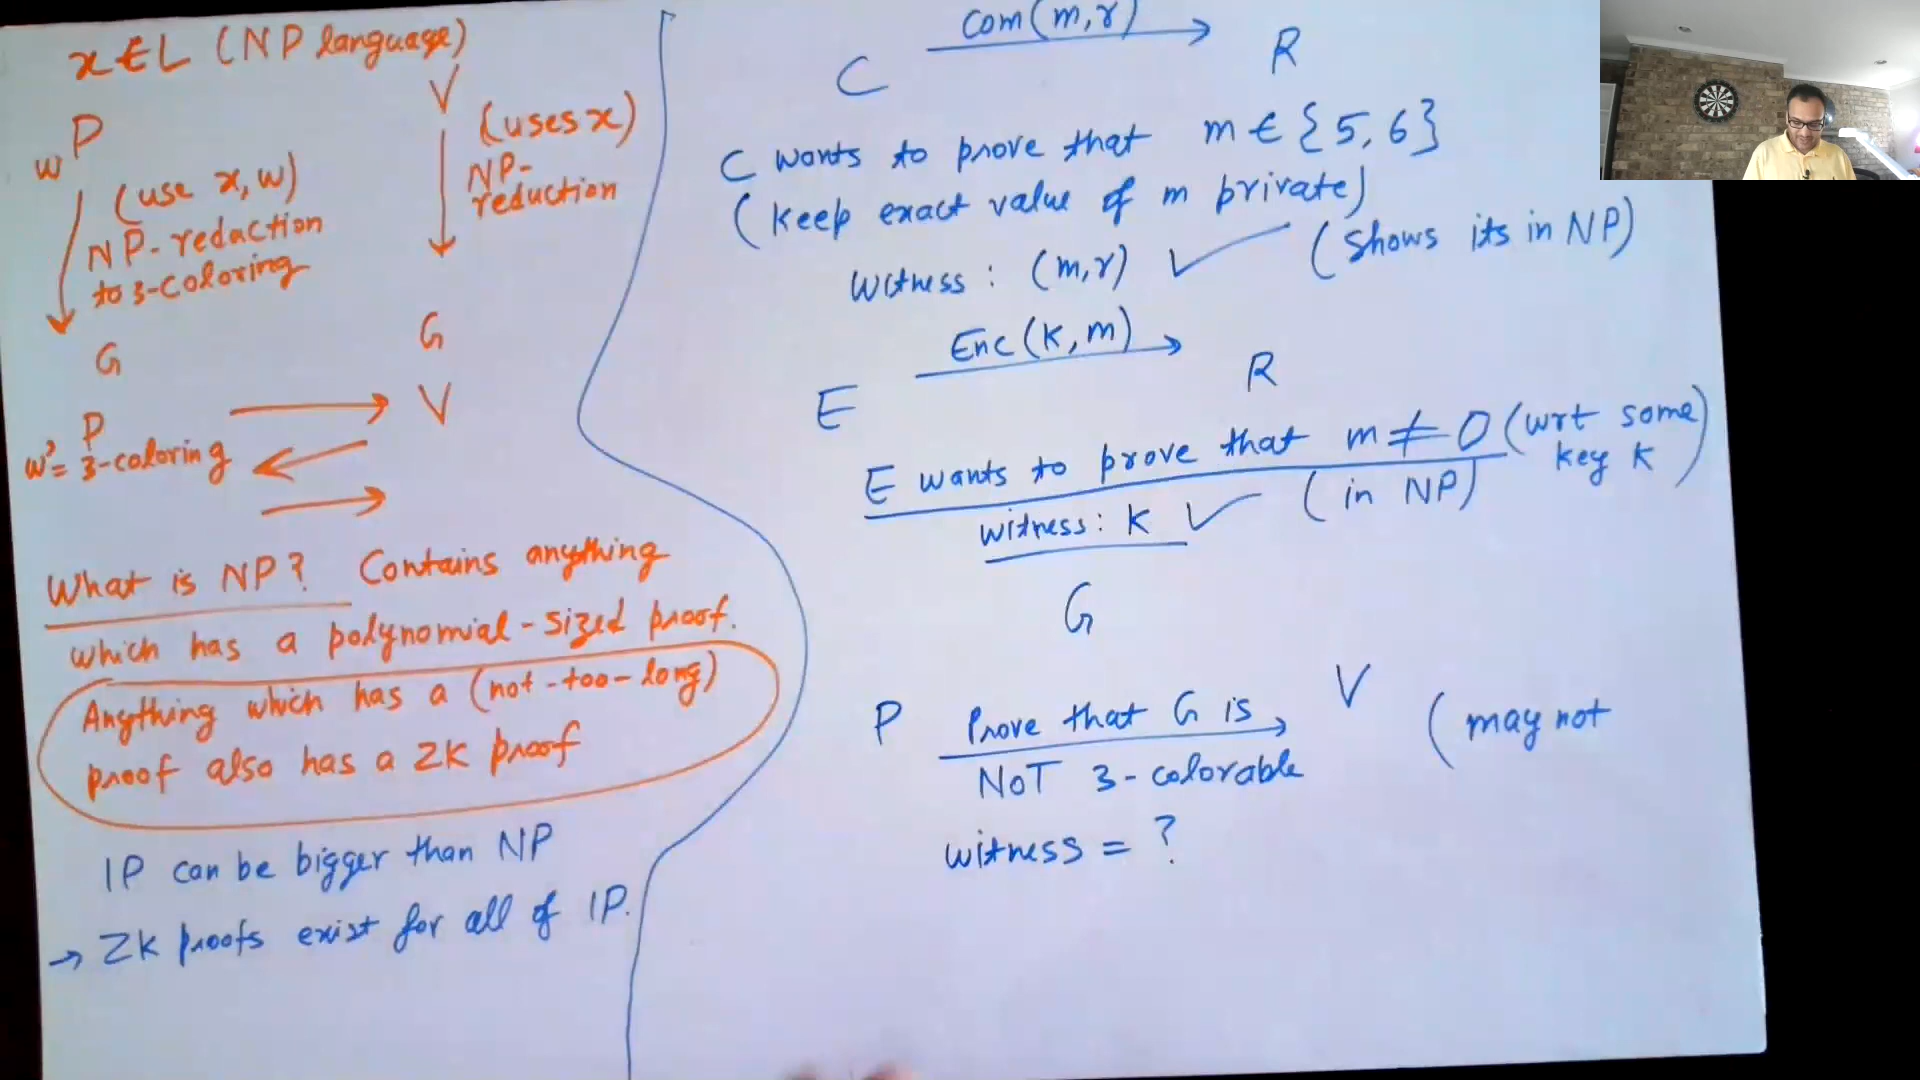 x ∈ L (NP language)
P
V
w
(use x, w)
NP-redaction
to 3-coloring
(uses x)
NP-
reduction
G
G
P
V
w' = 3-coloring
What is NP? Contains anything
which has a polynomial-sized proof.
Anything which has a (not-too-long)
proof also has a ZK proof
IP can be bigger than NP
→ ZK proofs exist for all of IP.
Com(m,r)
C
R
C wants to prove that m ∈ {5, 6}
(Keep exact value of m private)
Witness: (m,r) ✓ (Shows its in NP)
Enc(K, m)
E
R
E wants to prove that m ≠ 0 (wrt some
key K)
witness: K ✓ (in NP)
G
P
V
Prove that G is
NOT 3-colorable
(may not
witness = ?